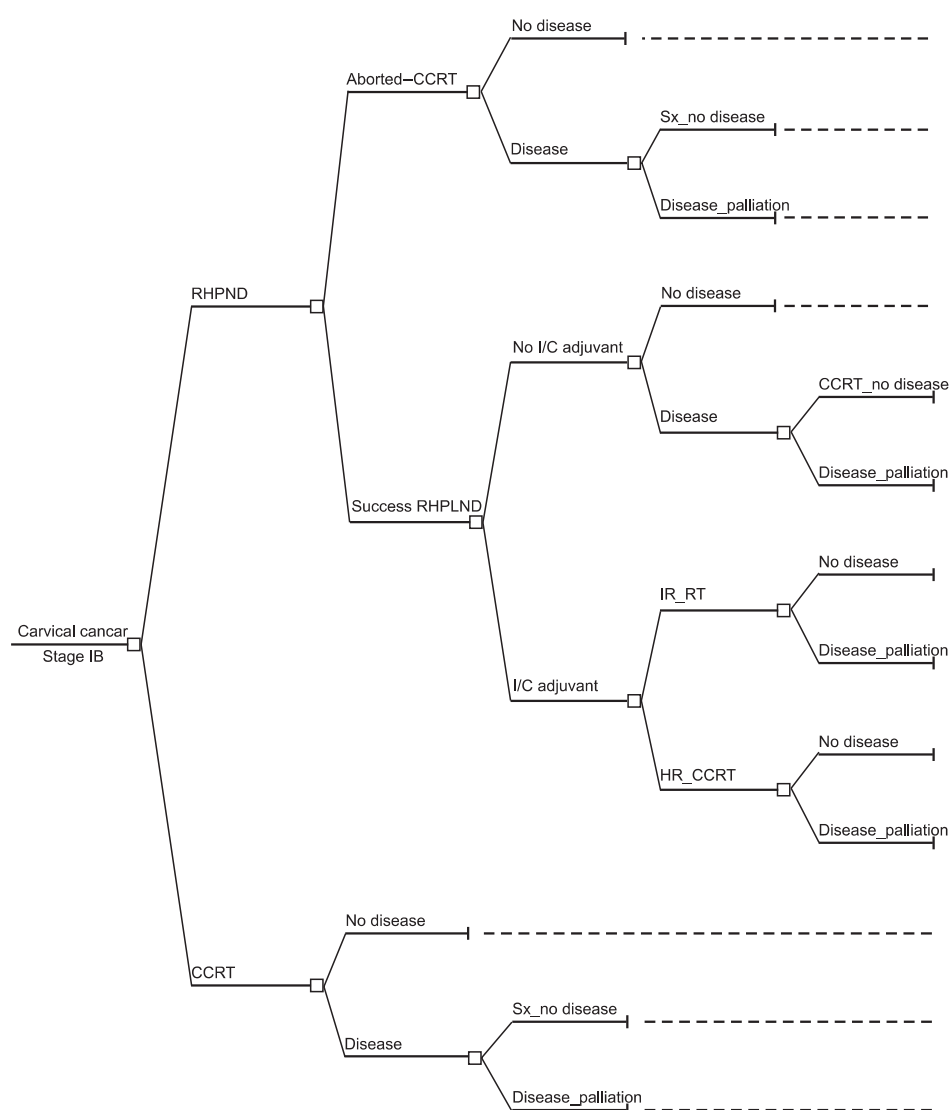 No disease
Aborted–CCRT
Sx_no disease
Disease
Disease_palliation
RHPND
No disease
No I/C adjuvant
CCRT_no disease
Disease
Disease_palliation
Success RHPLND
No disease
IR_RT
Carvical cancar
Stage IB
Disease_palliation
I/C adjuvant
No disease
HR_CCRT
Disease_palliation
No disease
CCRT
Sx_no disease
Disease
Disease_palliation